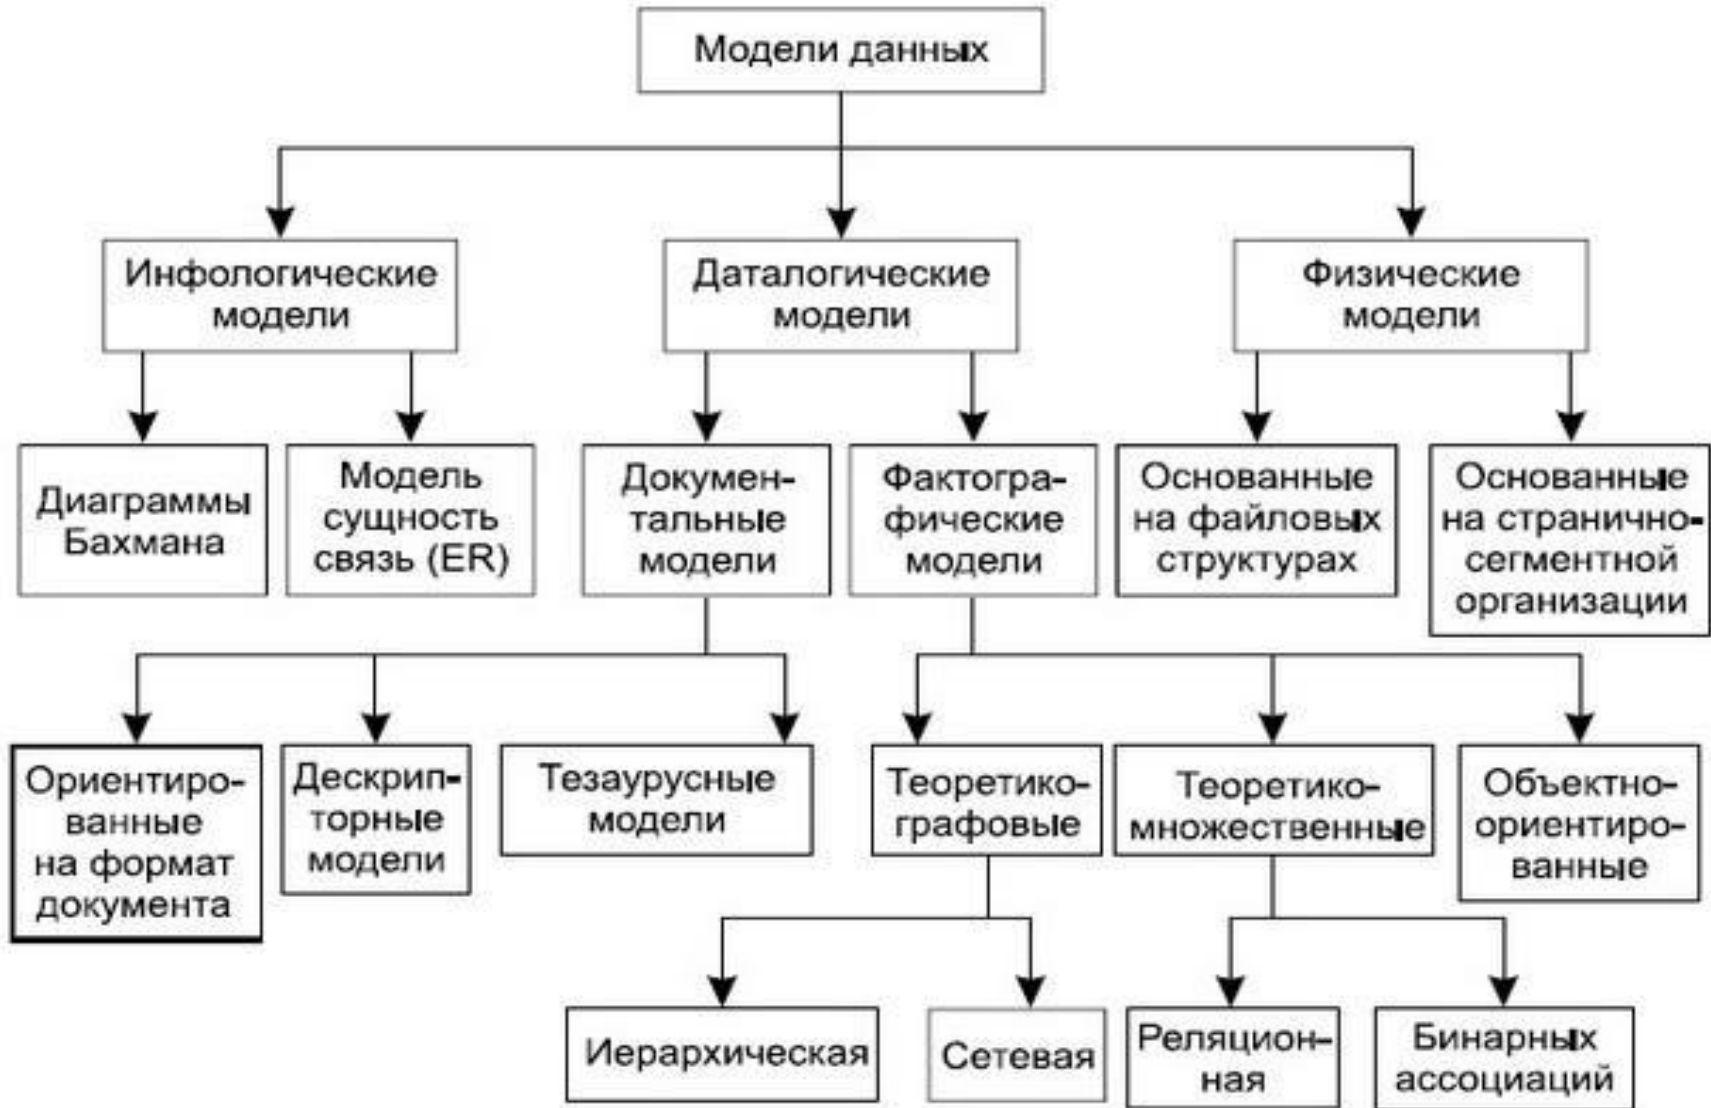 Модели данных
Инфологические
модели
Даталогические
модели
Физические
модели
Диаграммы
Бахмана
Модель
сущность
связь (ER)
Докумен-
тальные
модели
Фактогра-
фические
модели
Основанные
на файловых
структурах
Основанные
на странично-
сегментной
организации
Ориентиро-
ванные
на формат
документа
Дескрип-
торные
модели
Тезаурусные
модели
Теоретико-
графовые
Теоретико-
множественные
Объектно-
ориентиро-
ванные
Иерархическая
Сетевая
Реляцион-
ная
Бинарных
ассоциаций